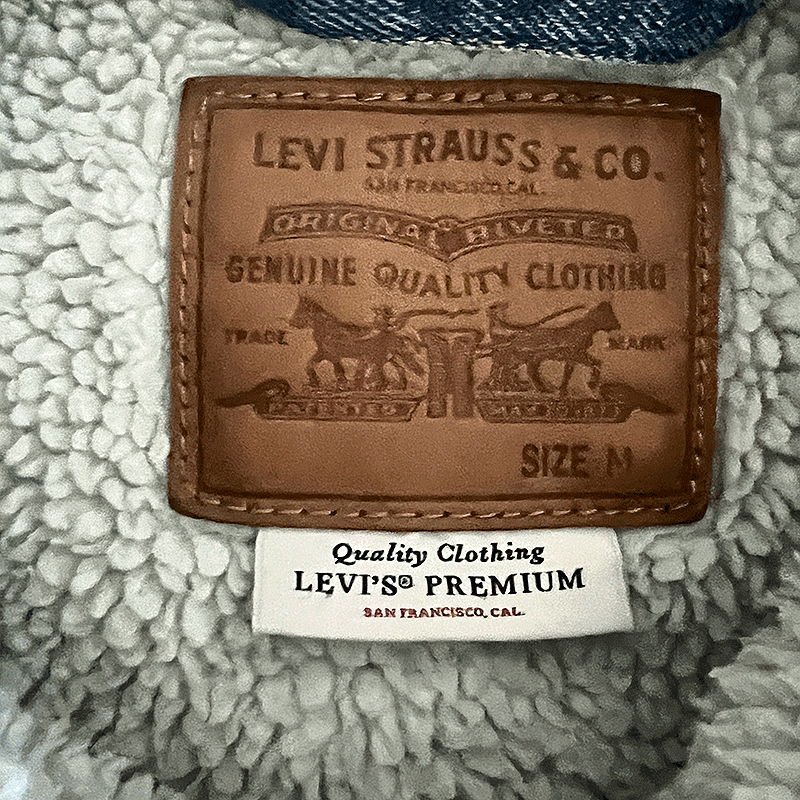 LEVI STRAUSS & CO.
SAN FRANCISCO, CAL.
ORIGINAL RIVETED
GENUINE QUALITY CLOTHING
TRADE MARK
PATENTED
SIZE M
Quality Clothing
LEVI'S® PREMIUM
SAN FRANCISCO, CAL.